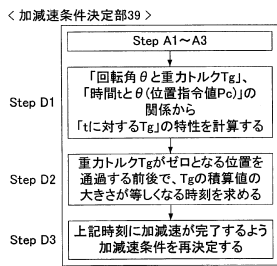 <加減速条件決定部39>
Step A1~A3
Step D1
「回転角θと重力トルクTg」、
「時間tとθ(位置指令値Pc)」の
関係から
「tに対するTg」の特性を計算する
Step D2
重力トルクTgがゼロとなる位置を
通過する前後で、Tgの積算値の
大きさが等しくなる時刻を求める
Step D3
上記時刻に加減速が完了するよう
加減速条件を再決定する